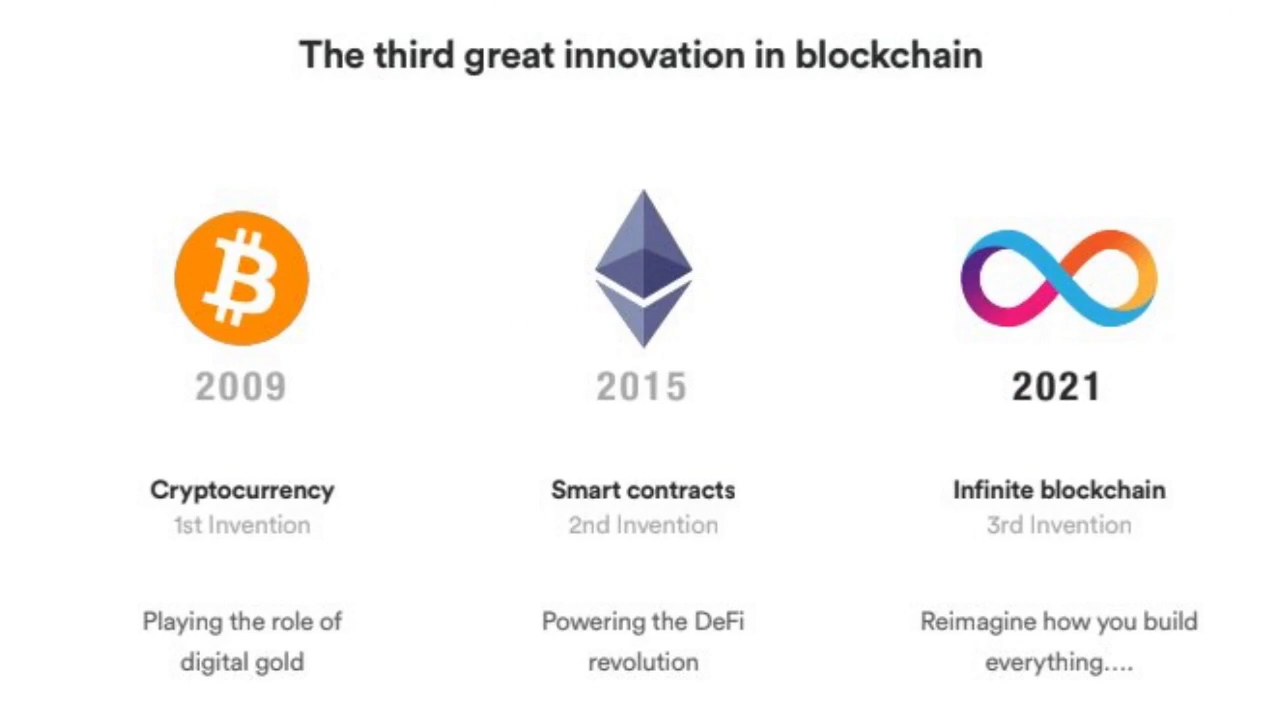 The third great innovation in blockchain
2009
2015
2021
Cryptocurrency
1st Invention
Smart contracts
2nd Invention
Infinite blockchain
3rd Invention
Playing the role of
digital gold
Powering the DeFi
revolution
Reimagine how you build
everything....